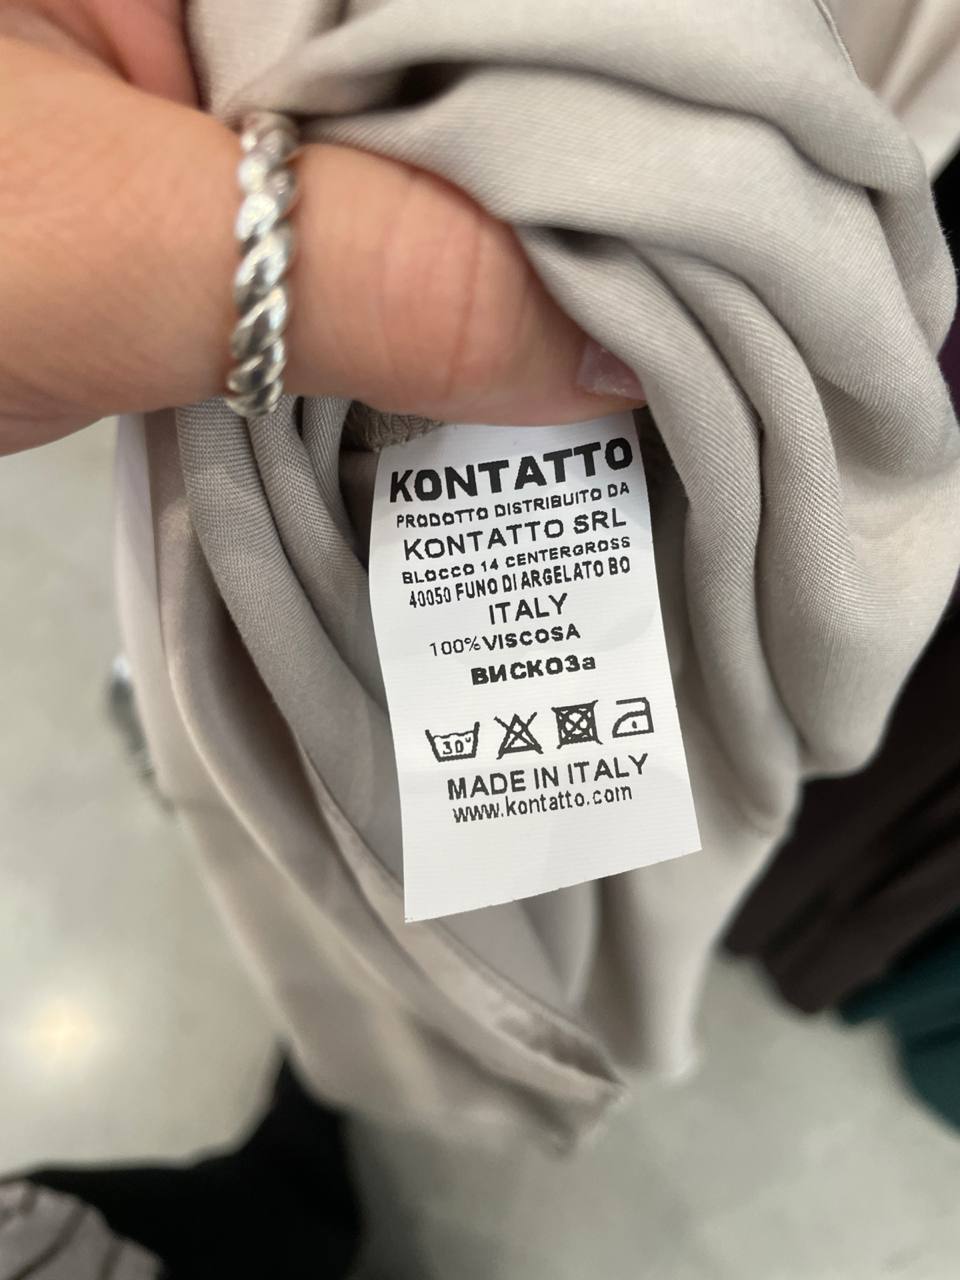 KONTATTO
PRODOTTO DISTRIBUITO DA
KONTATTO SRL
BLOCCO 14 CENTERGROSS
40050 FUNO DI ARGELATO BO
ITALY
100% VISCOSA
ВИСКОЗа
30°
MADE IN ITALY
www.kontatto.com